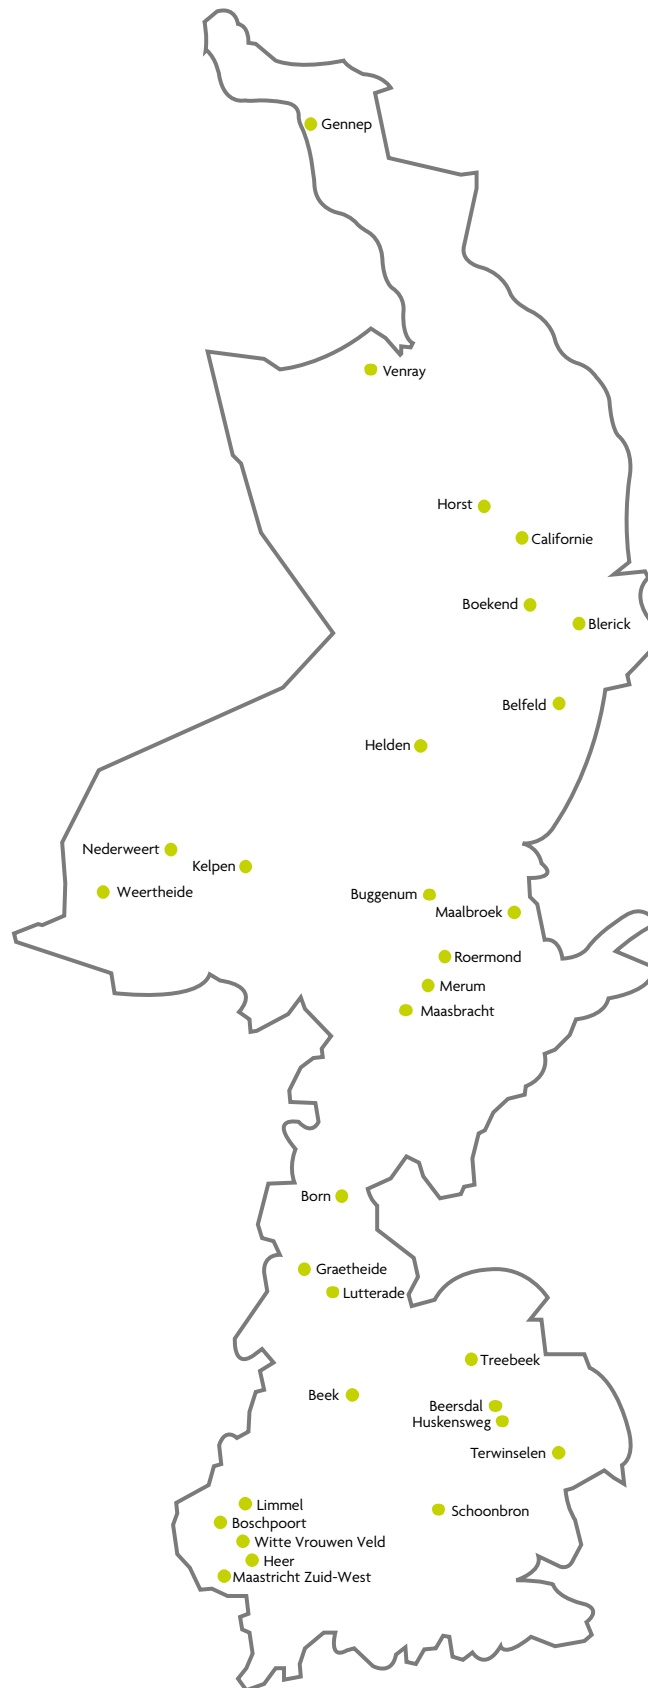 Gennep
Venray
Horst
Californie
Boekend
Blerick
Belfeld
Helden
Nederweert
Kelpen
Weertheide
Buggenum
Maalbroek
Roermond
Merum
Maasbracht
Born
Graetheide
Lutterade
Treebeek
Beek
Beersdal
Huskensweg
Terwinselen
Limmel
Schoonbron
Boschpoort
Witte Vrouwen Veld
Heer
Maastricht Zuid-West